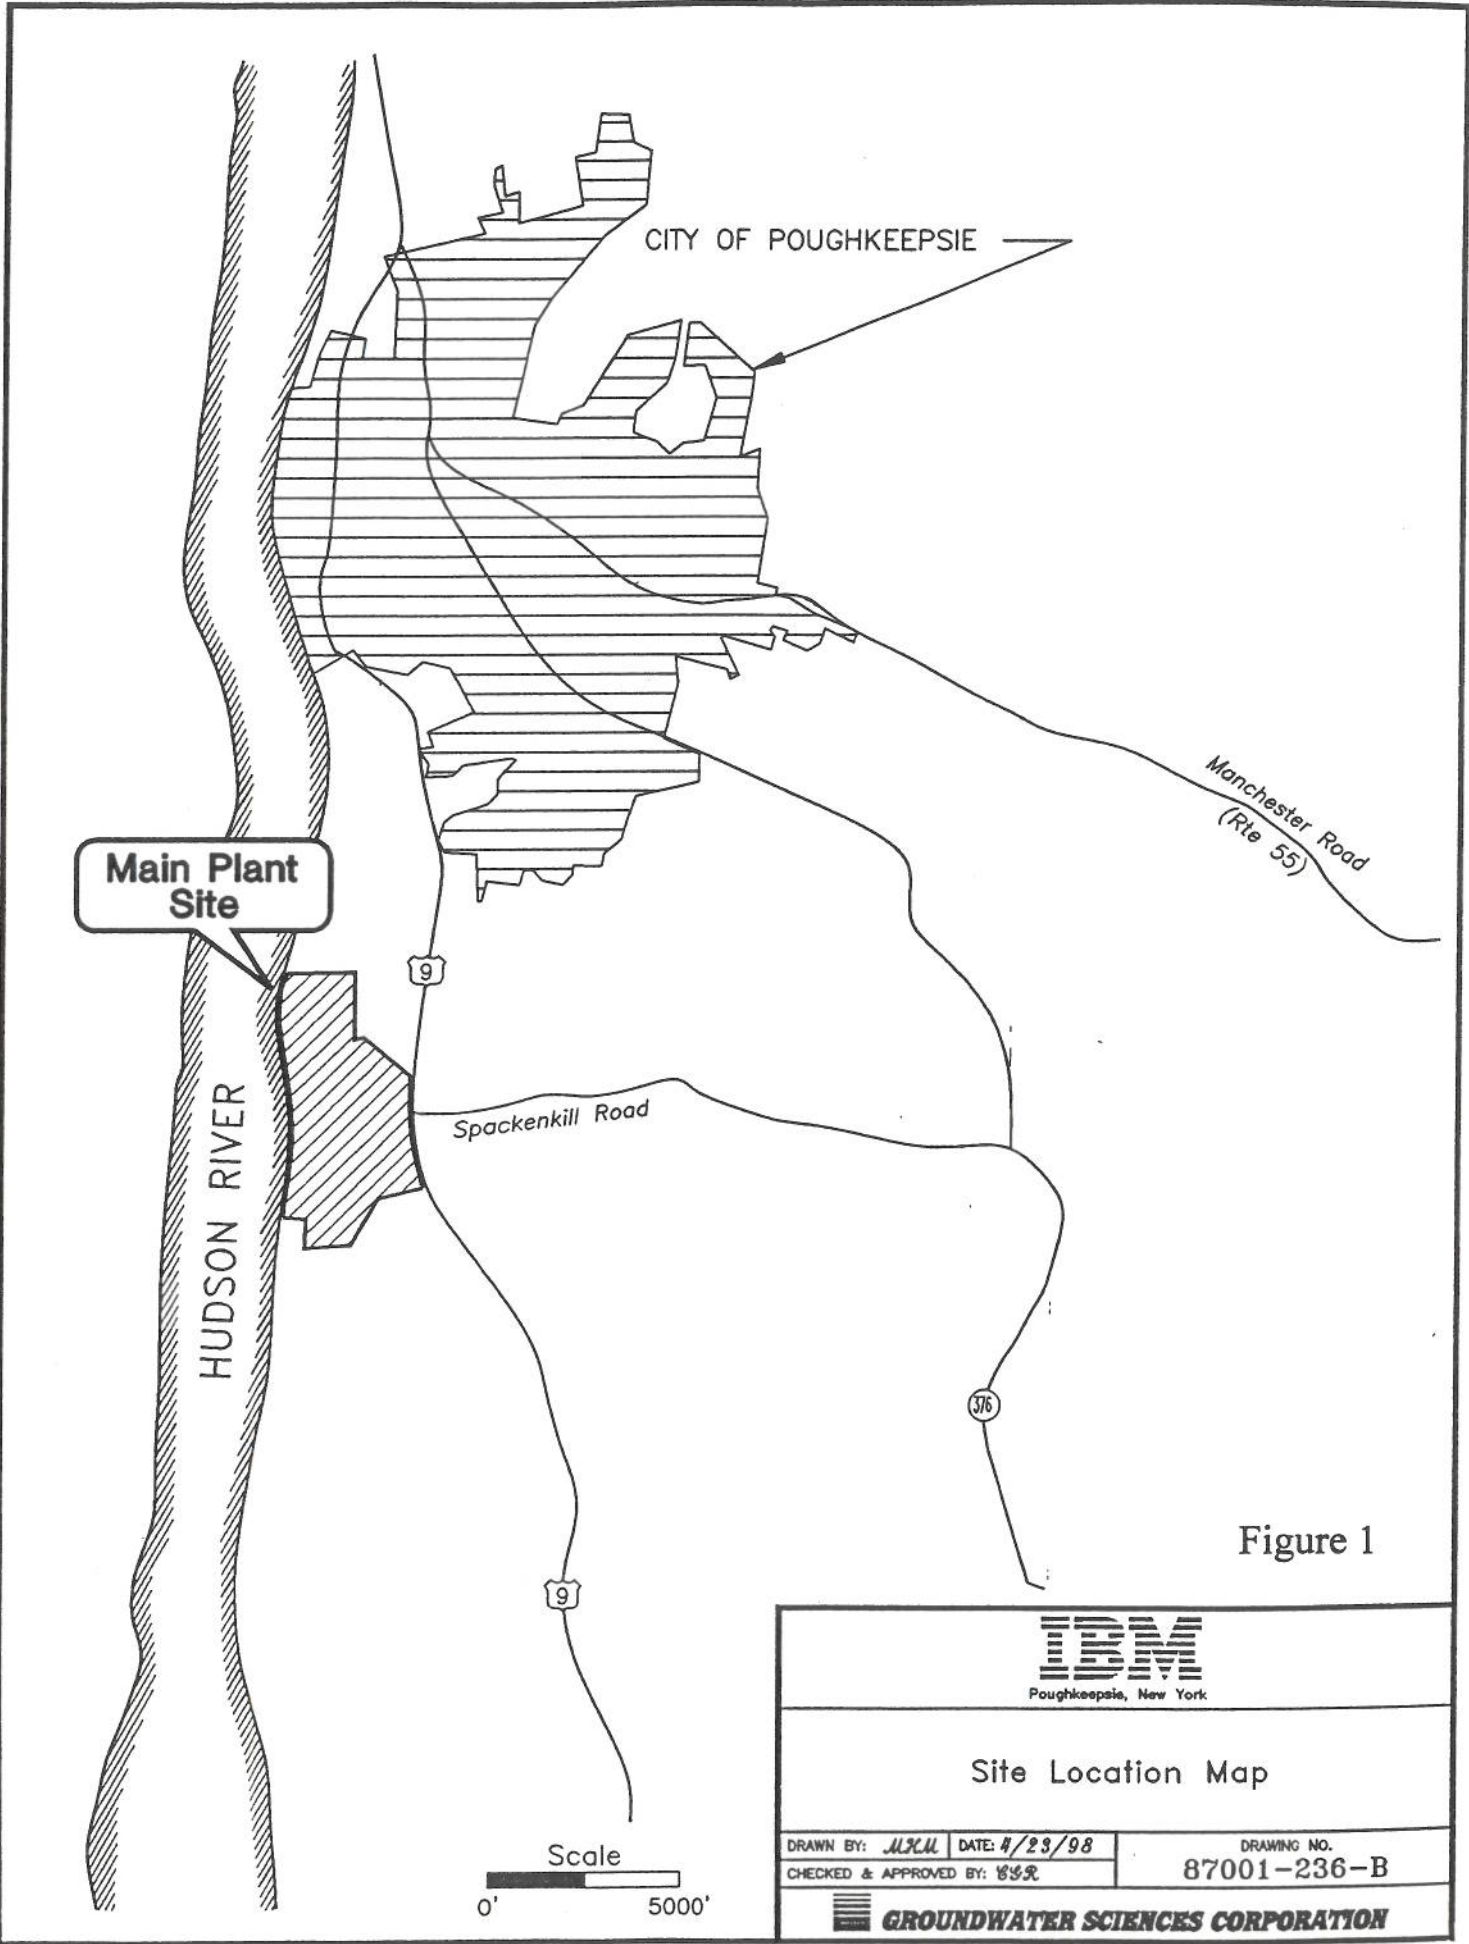 CITY OF POUGHKEEPSIE
Manchester Road
(Rte 55)
Main Plant
Site
9
HUDSON RIVER
Spackenkill Road
376
Figure 1
9
IBM
Poughkeepsie, New York
Site Location Map
Scale
0' 5000'
DRAWN BY: MKM DATE: 4/23/98
CHECKED & APPROVED BY:
DRAWING NO.
87001-236-B
GROUNDWATER SCIENCES CORPORATION